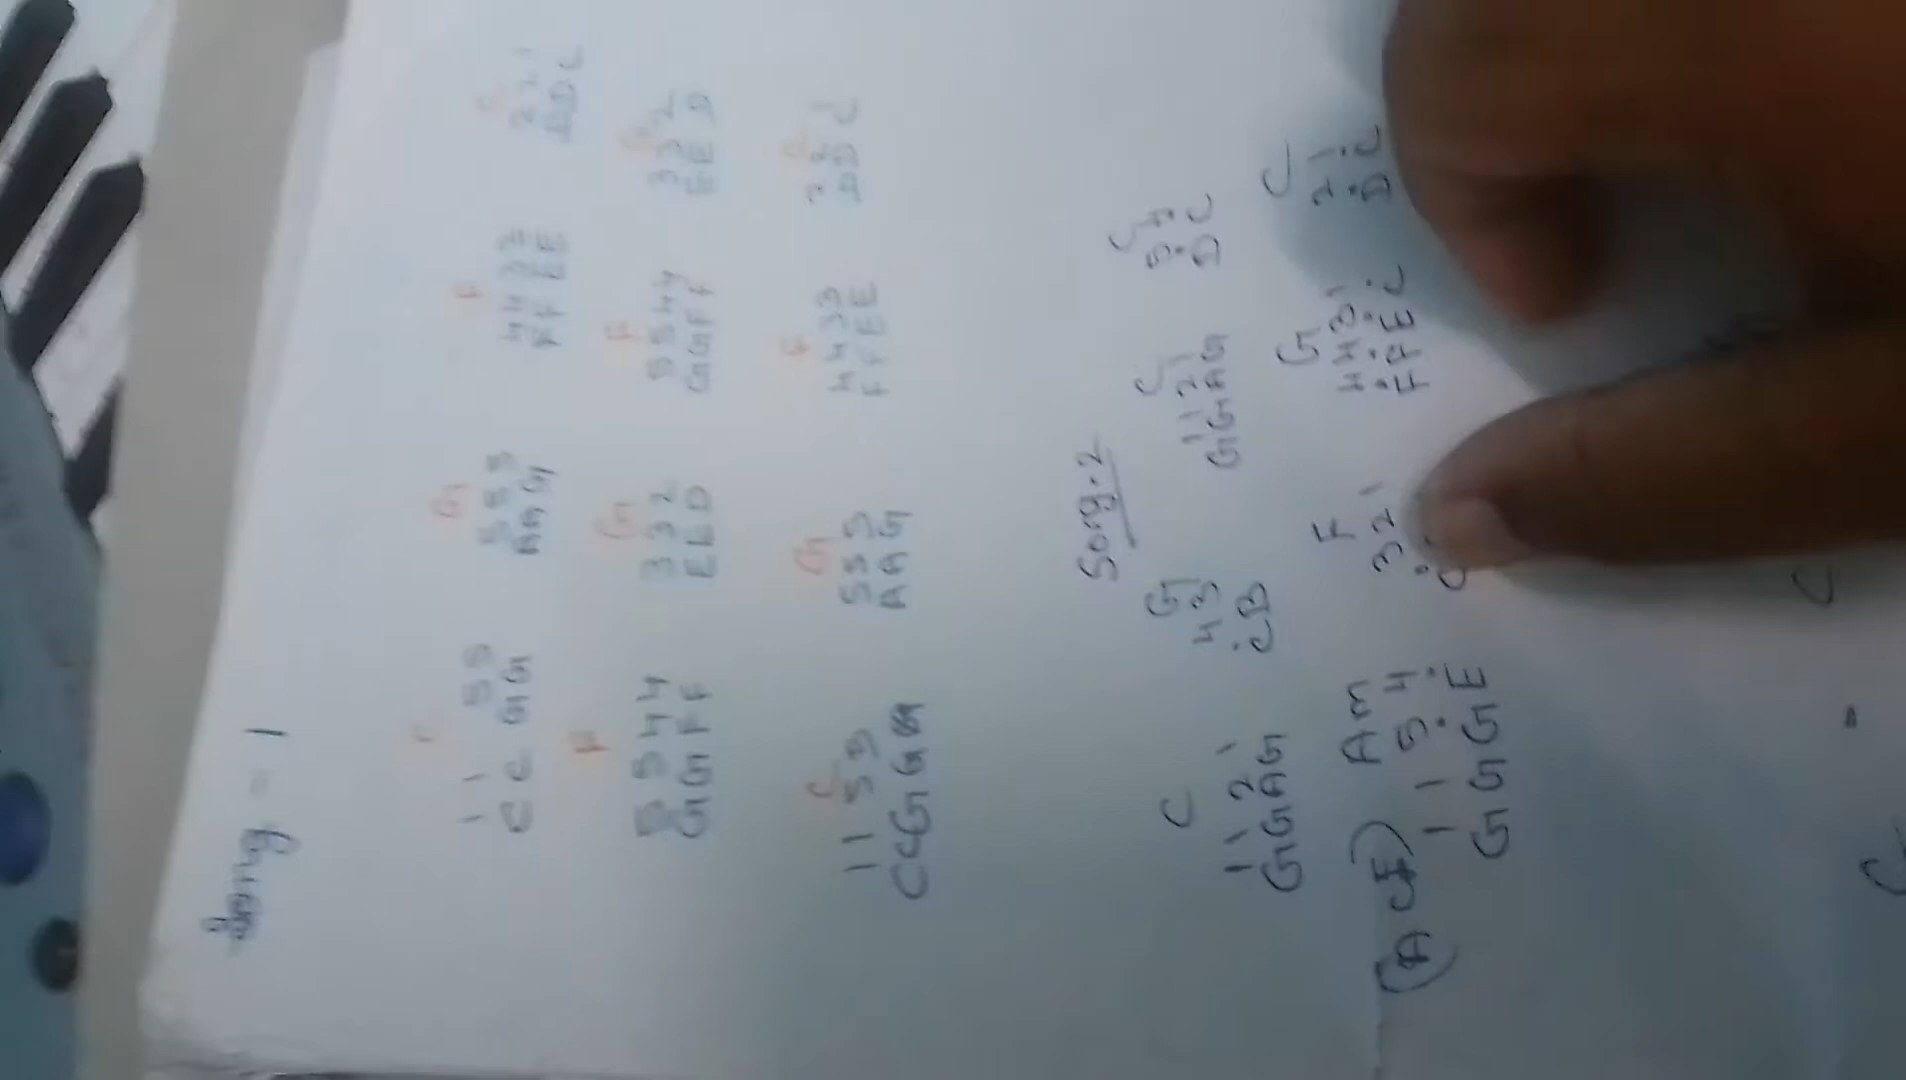 Song - 1
C G F C
1 1 5 5 5 5 5 4 4 3 3 2 2 1
C C G G A A G F F E E D D C
F G F G
5 5 4 4 3 3 2 5 5 4 4 3 3 2
G G F F E E D G G F F E E D
C G F C
1 1 5 5 5 5 5 4 4 3 3 2 2 1
C C G G A A G F F E E D D C
Song-2
C G C C
1 1 2 1 4 3 1 1 2 1 5 4
G G A G C B G G A G D C
(A C E) Am F G C
1 1 5 4 3 2 1 4 4 3 1 2 1
G G G E F F E C D C